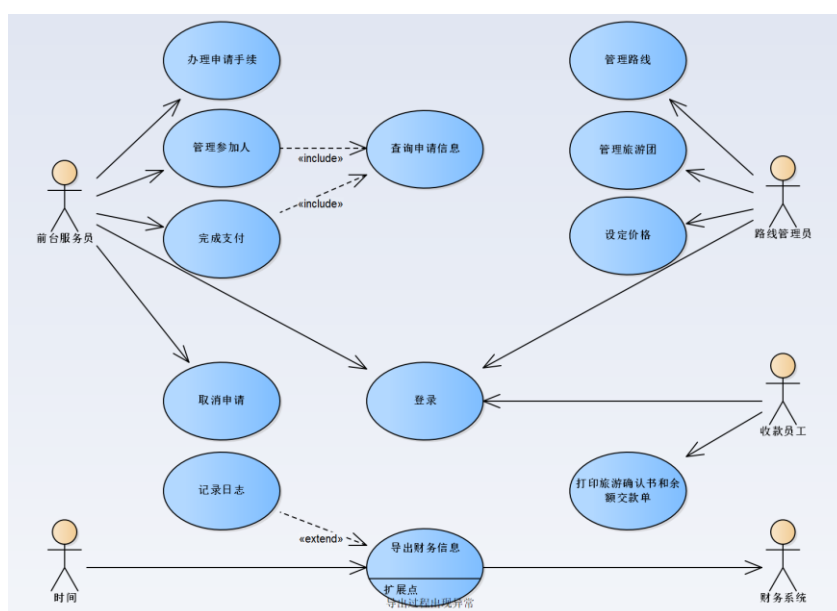 办理申请手续
管理路线
管理参加人
«include»
查询申请信息
管理旅游团
前台服务员
完成支付
«include»
设定价格
路线管理员
取消申请
登录
收款员工
记录日志
打印旅游确认书和余
额交款单
«extend»
导出财务信息
时间
扩展点
导出过程出现异常
财务系统